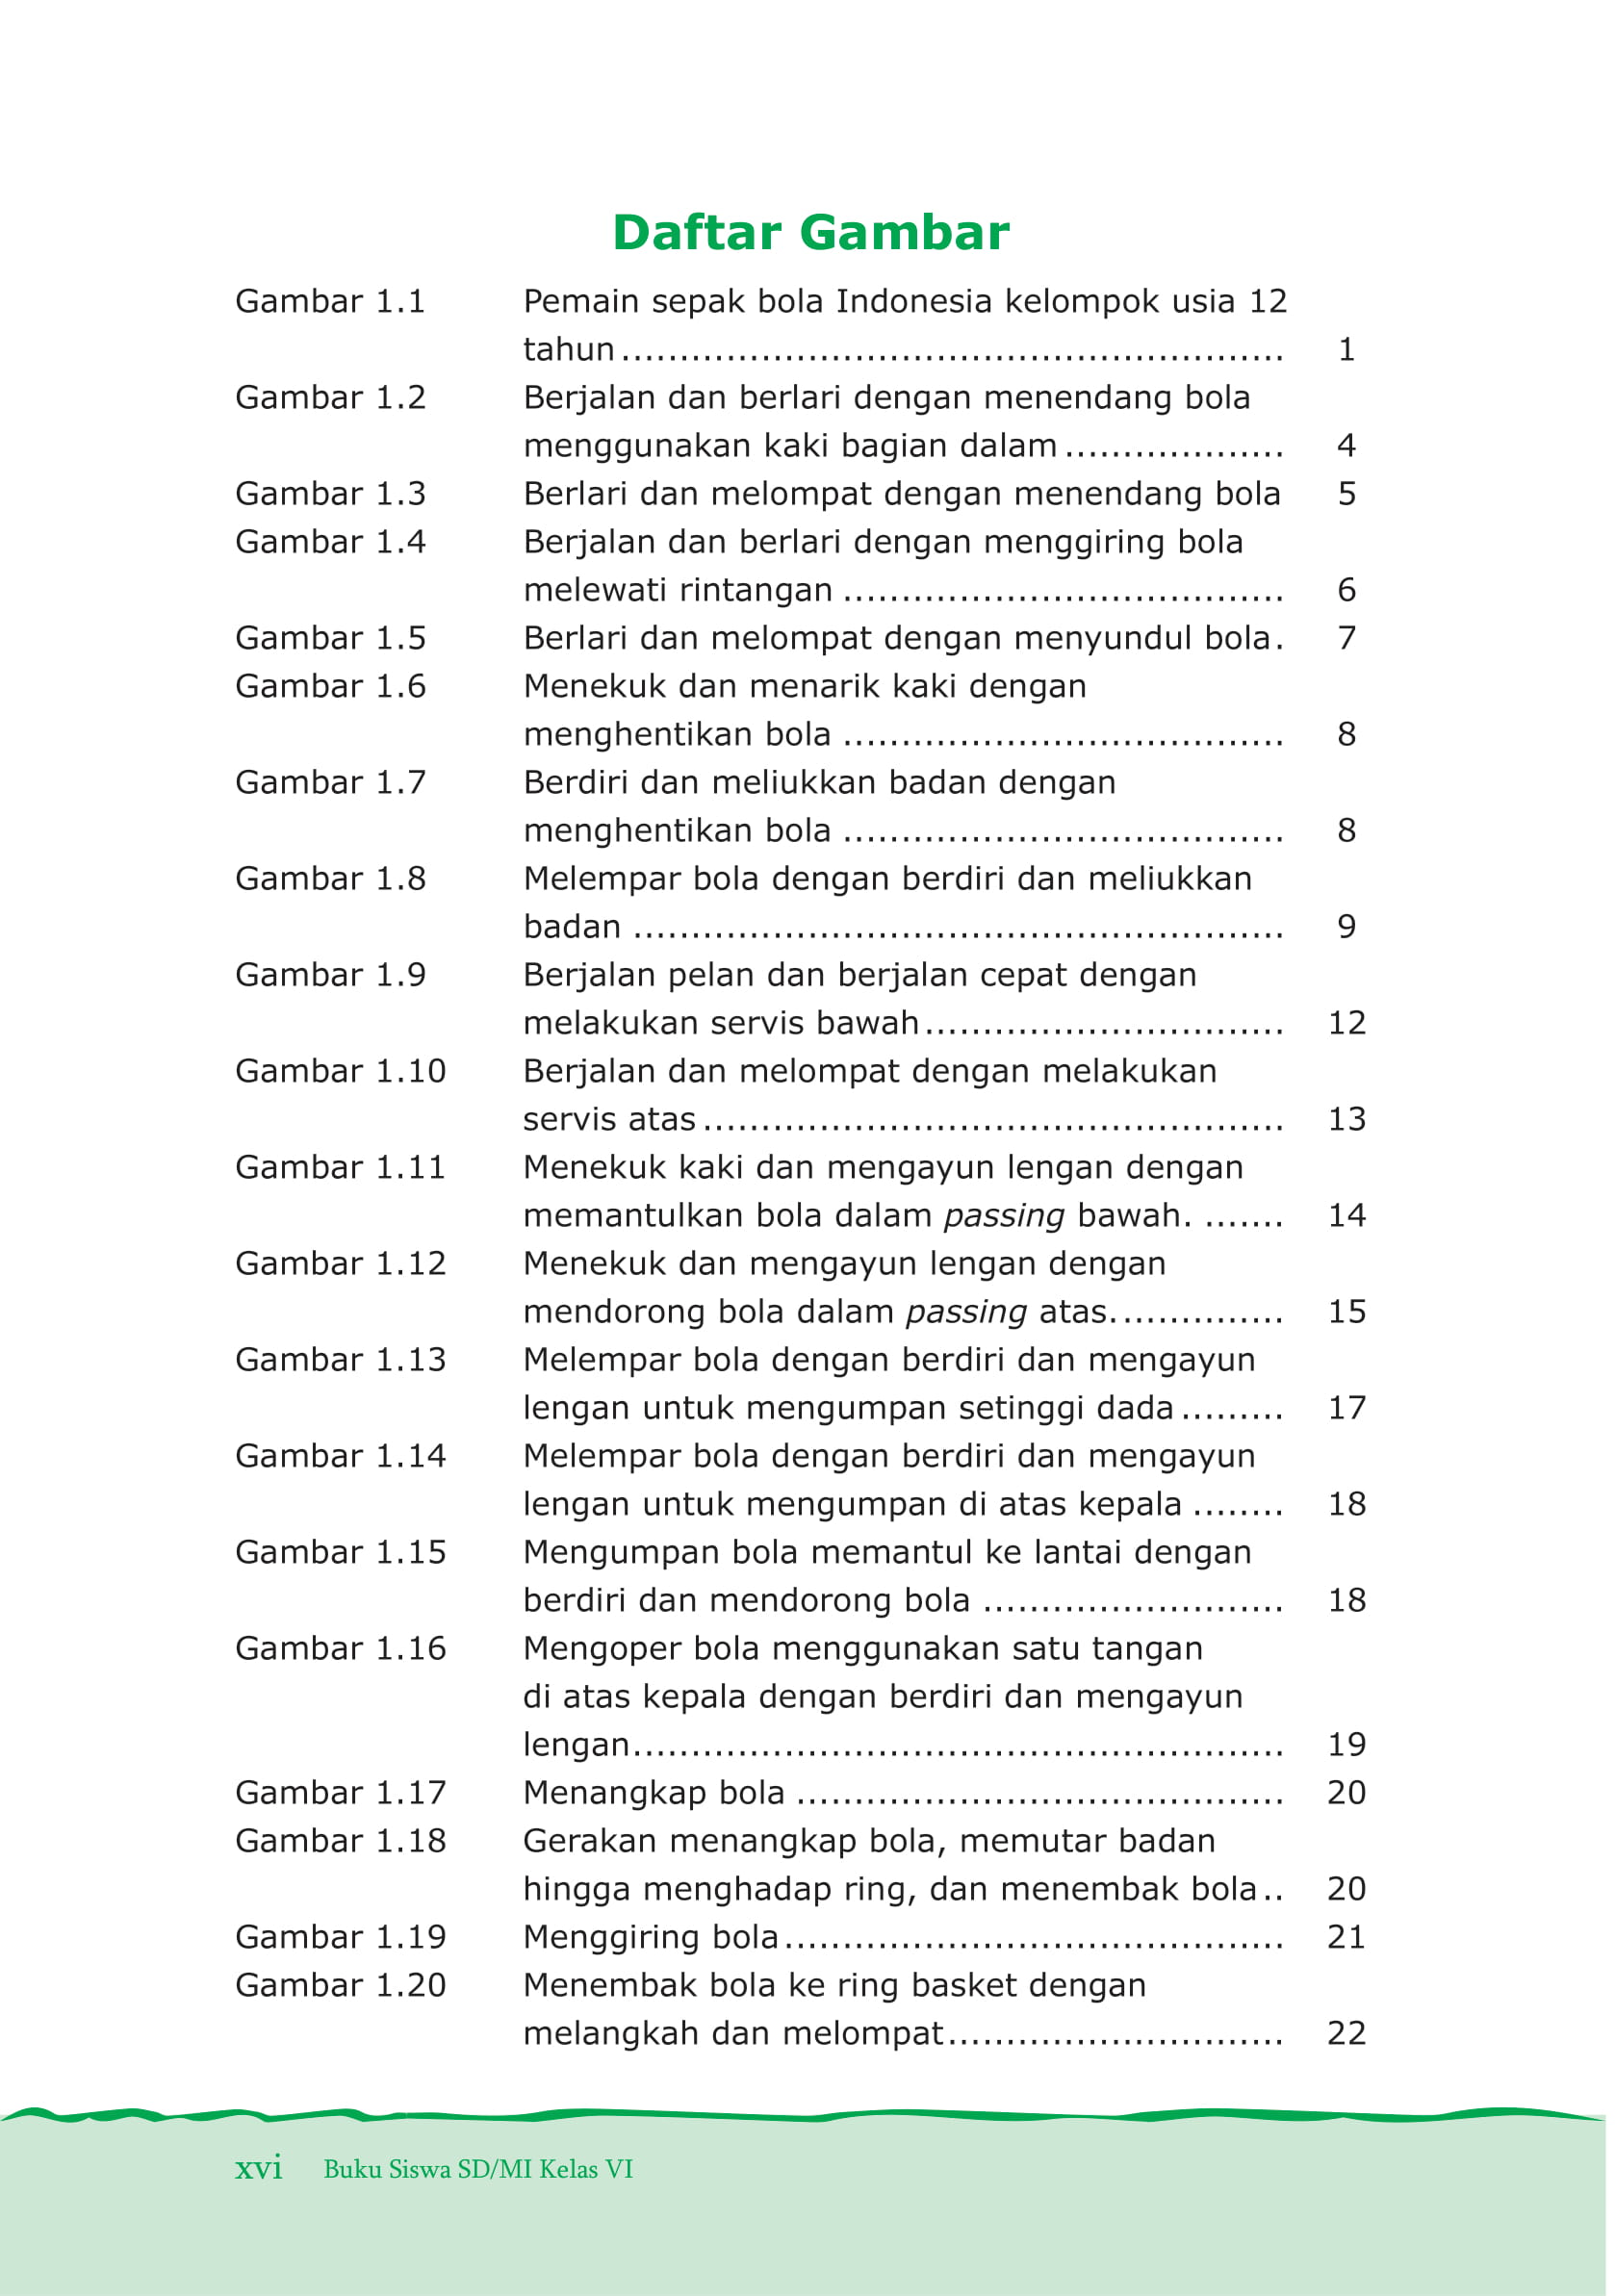 Daftar Gambar
Gambar 1.1 Pemain sepak bola Indonesia kelompok usia 12
tahun ......................................................... 1
Gambar 1.2 Berjalan dan berlari dengan menendang bola
menggunakan kaki bagian dalam ................... 4
Gambar 1.3 Berlari dan melompat dengan menendang bola 5
Gambar 1.4 Berjalan dan berlari dengan menggiring bola
melewati rintangan ...................................... 6
Gambar 1.5 Berlari dan melompat dengan menyundul bola. 7
Gambar 1.6 Menekuk dan menarik kaki dengan
menghentikan bola ...................................... 8
Gambar 1.7 Berdiri dan meliukkan badan dengan
menghentikan bola ...................................... 8
Gambar 1.8 Melempar bola dengan berdiri dan meliukkan
badan ........................................................ 9
Gambar 1.9 Berjalan pelan dan berjalan cepat dengan
melakukan servis bawah ............................... 12
Gambar 1.10 Berjalan dan melompat dengan melakukan
servis atas .................................................. 13
Gambar 1.11 Menekuk kaki dan mengayun lengan dengan
memantulkan bola dalam passing bawah. ....... 14
Gambar 1.12 Menekuk dan mengayun lengan dengan
mendorong bola dalam passing atas. .............. 15
Gambar 1.13 Melempar bola dengan berdiri dan mengayun
lengan untuk mengumpan setinggi dada ......... 17
Gambar 1.14 Melempar bola dengan berdiri dan mengayun
lengan untuk mengumpan di atas kepala ........ 18
Gambar 1.15 Mengumpan bola memantul ke lantai dengan
berdiri dan mendorong bola .......................... 18
Gambar 1.16 Mengoper bola menggunakan satu tangan
di atas kepala dengan berdiri dan mengayun
lengan ........................................................ 19
Gambar 1.17 Menangkap bola .......................................... 20
Gambar 1.18 Gerakan menangkap bola, memutar badan
hingga menghadap ring, dan menembak bola .. 20
Gambar 1.19 Menggiring bola ........................................... 21
Gambar 1.20 Menembak bola ke ring basket dengan
melangkah dan melompat ............................. 22
xvi Buku Siswa SD/MI Kelas VI